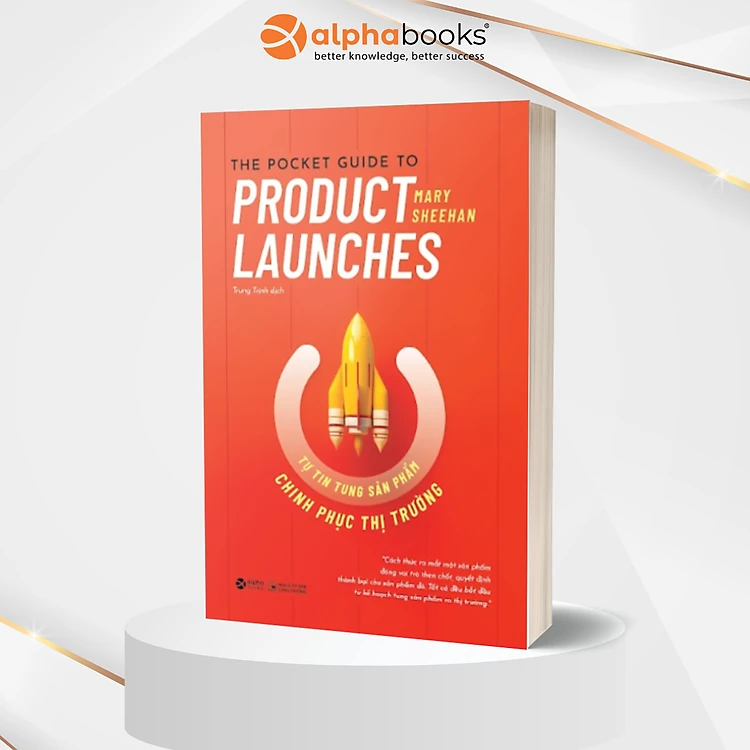 alphabooks®
better knowledge, better success
THE POCKET GUIDE TO
PRODUCT
MARY
SHEEHAN
LAUNCHES
Trung Trịnh dịch
TỰ TIN TUNG SẢN PHẨM
CHINH PHỤC THỊ TRƯỜNG
"Cách thức ra mắt một sản phẩm
đóng vai trò then chốt, quyết định
thành bại cho sản phẩm đó. Tất cả đều bắt đầu
từ kế hoạch tung sản phẩm ra thị trường."
alpha
BOOKS